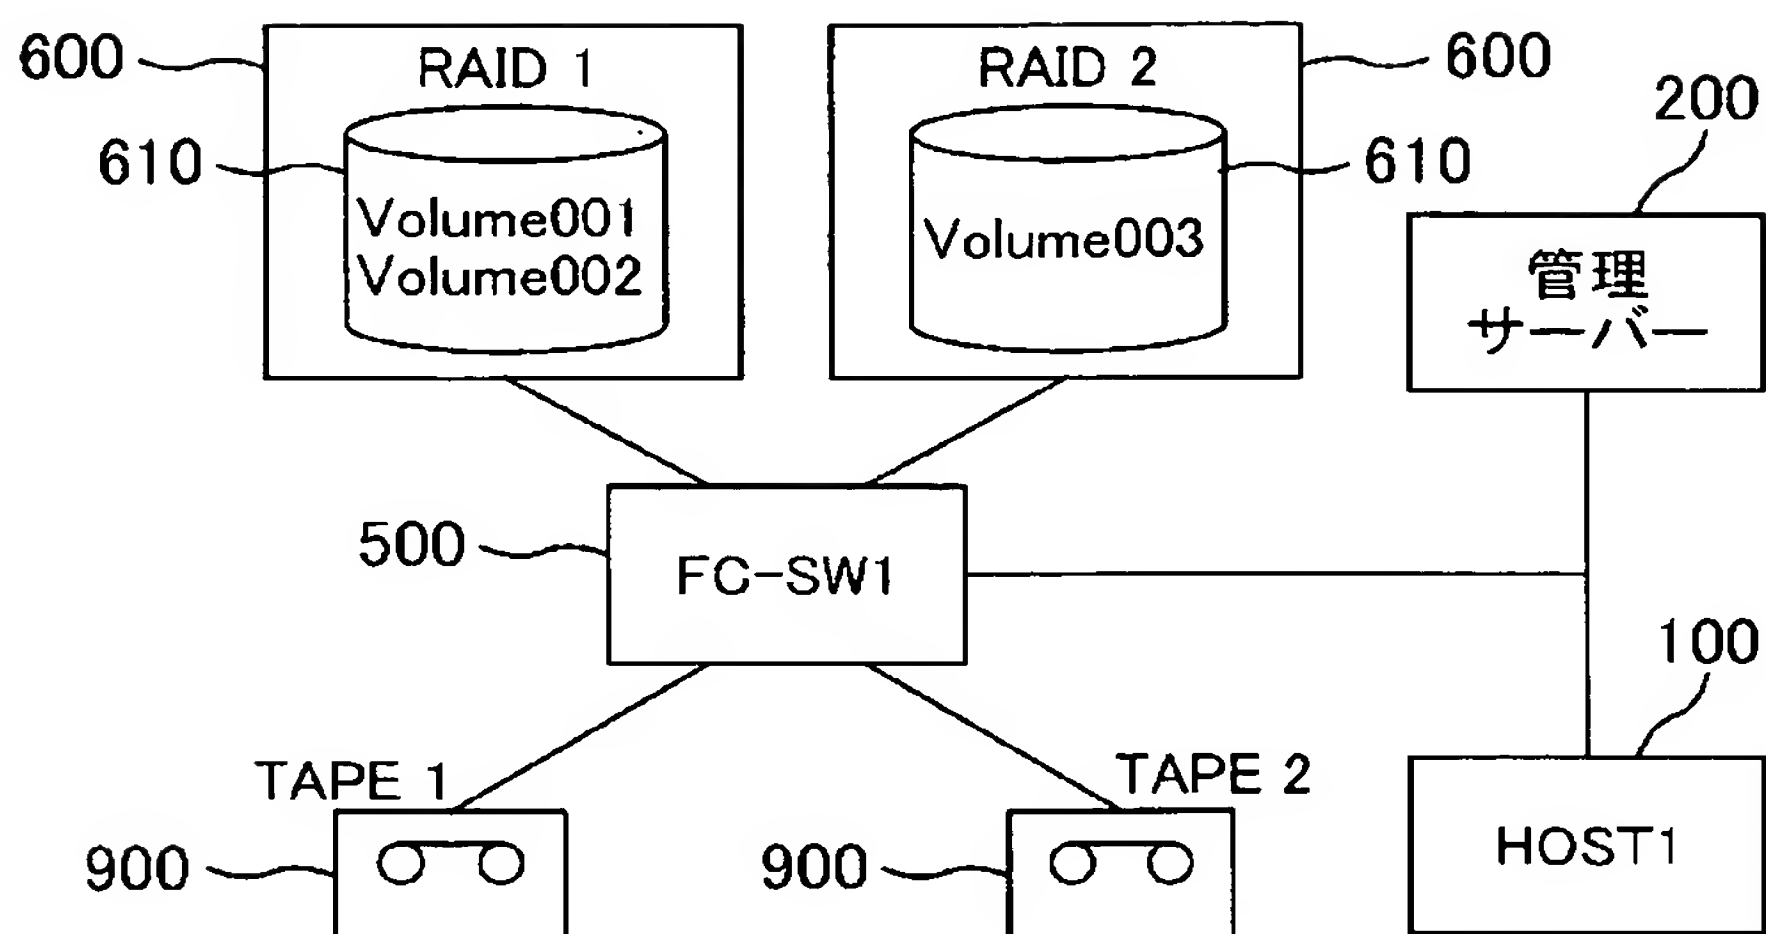 600
RAID 1
RAID 2
600
200
610
Volume001
Volume002
Volume003
610
管理
サーバー
500
FC-SW1
100
TAPE 1
TAPE 2
900
900
HOST1